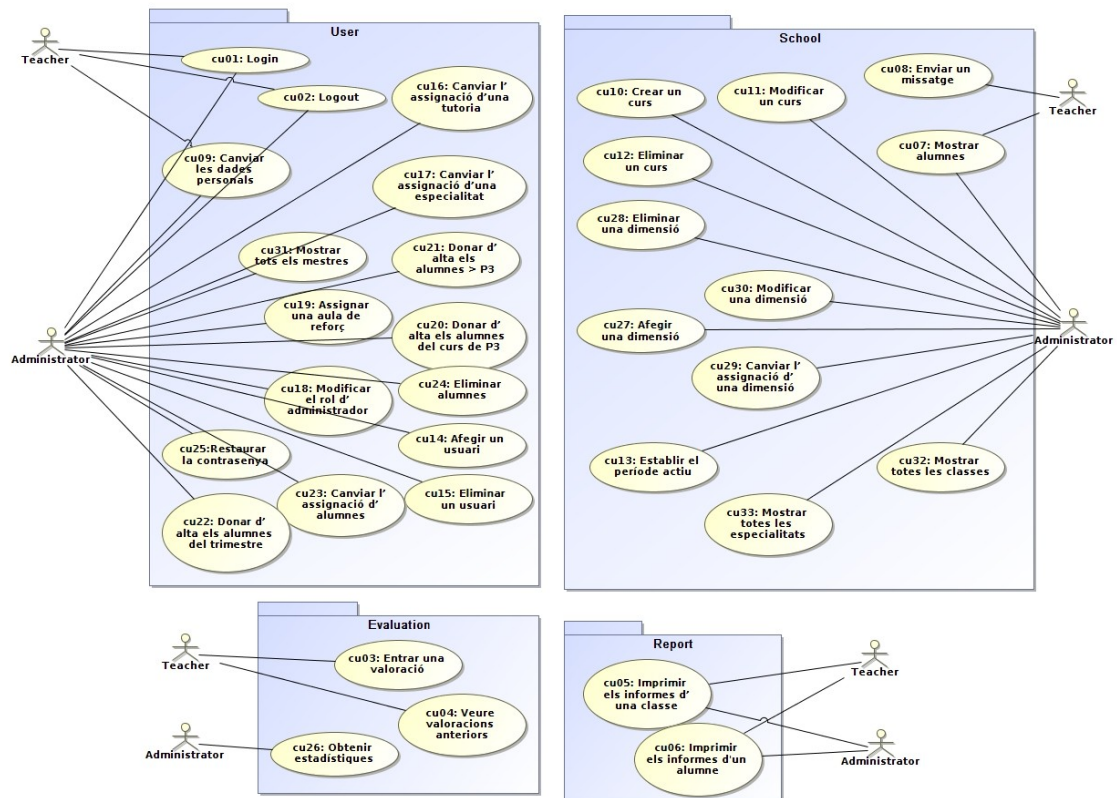 User
Teacher
cu01: Login
cu02: Logout
cu16: Canviar l'
assignació d'una
tutoria
cu09: Canviar
les dades
personals
cu17: Canviar l'
assignació d'una
especialitat
cu31: Mostrar
tots els mestres
cu21: Donar d'
alta els
alumnes > P3
cu19: Assignar
una aula de
reforç
cu20: Donar d'
alta els alumnes
del curs de P3
Administrator
cu18: Modificar
el rol d'
administrador
cu24: Eliminar
alumnes
cu14: Afegir un
usuari
cu25:Restaurar
la contrasenya
cu23: Canviar l'
assignació d'
alumnes
cu15: Eliminar
un usuari
cu22: Donar d'
alta els alumnes
del trimestre
School
cu08: Enviar un
missatge
cu10: Crear un
curs
cu11: Modificar
un curs
Teacher
cu07: Mostrar
alumnes
cu12: Eliminar
un curs
cu28: Eliminar
una dimensió
cu30: Modificar
una dimensió
cu27: Afegir
una dimensió
Administrator
cu29: Canviar l'
assignació d'
una dimensió
cu13: Establir el
període actiu
cu32: Mostrar
totes les classes
cu33: Mostrar
totes les
especialitats
Evaluation
Teacher
cu03: Entrar una
valoració
cu04: Veure
valoracions
anteriors
Administrator
cu26: Obtenir
estadístiques
Report
Teacher
cu05: Imprimir
els informes d'
una classe
cu06: Imprimir
els informes d'un
alumne
Administrator